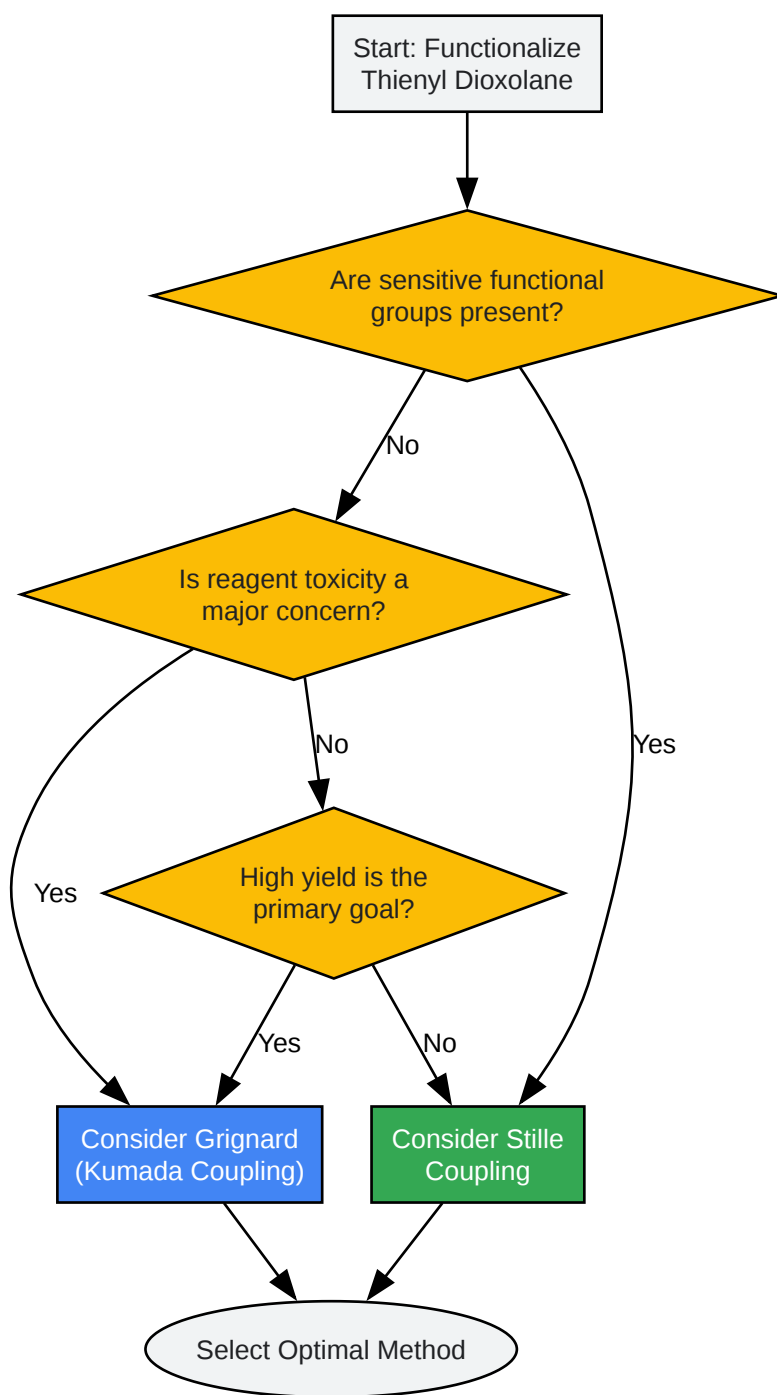 Start: Functionalize
Thienyl Dioxolane
Are sensitive functional
groups present?
No
Is reagent toxicity a
major concern?
No
Yes
High yield is the
primary goal?
Yes
Yes
No
Consider Grignard
(Kumada Coupling)
Consider Stille
Coupling
Select Optimal Method